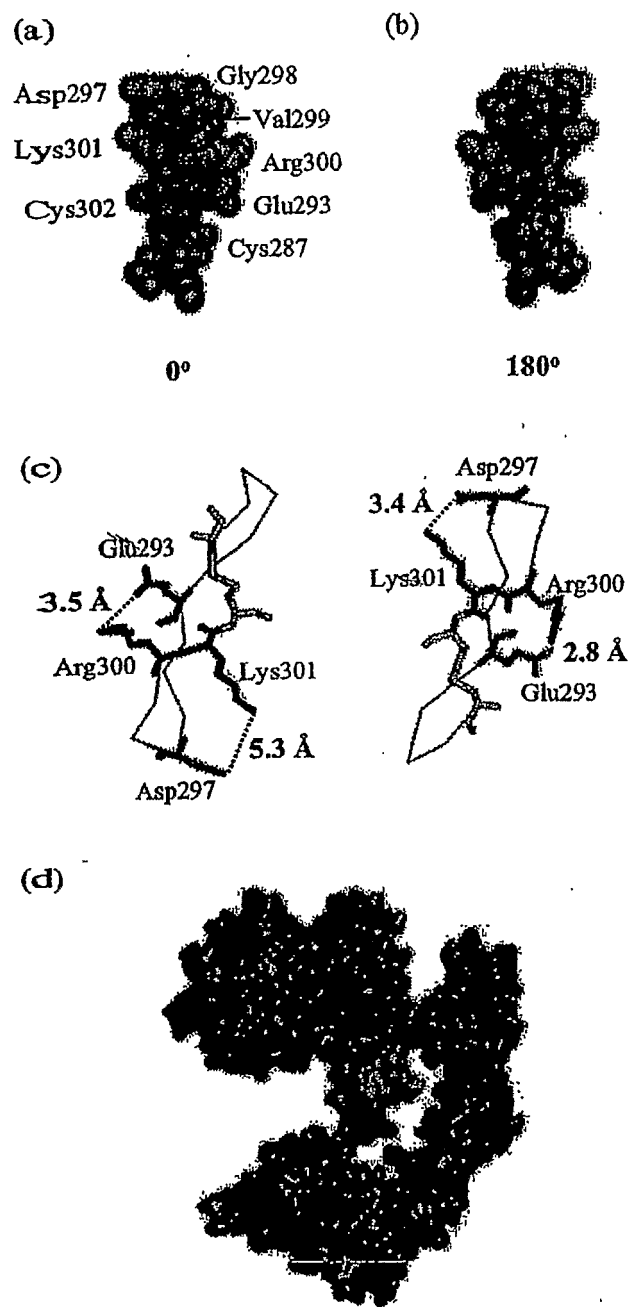 (a)
(b)
Asp297
Gly298
Val299
Lys301
Arg300
Cys302
Glu293
Cys287
0°
180°
(c)
Asp297
3.4 Å
Glu293
Lys301
Arg300
3.5 Å
Arg300
Lys301
2.8 Å
Glu293
5.3 Å
Asp297
(d)